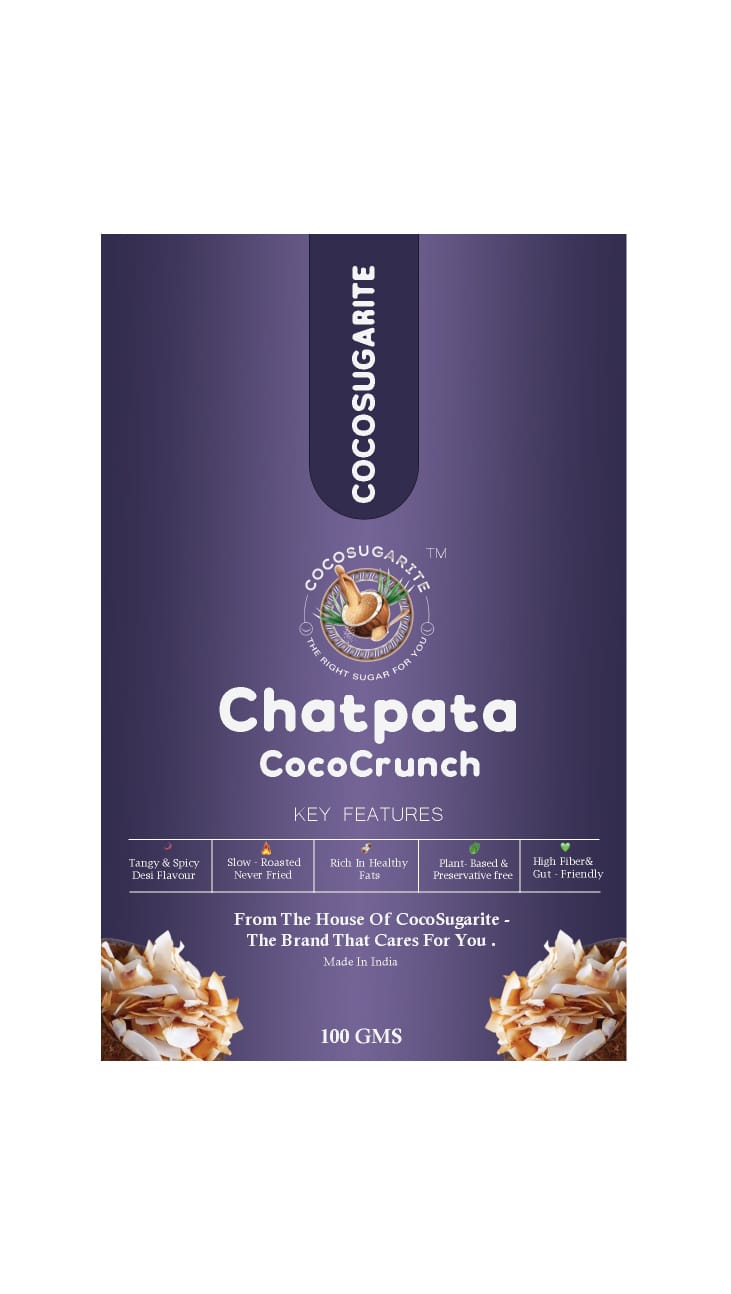 COCOSUGARITE
COCOSUGARITE
TM
THE RIGHT SUGAR FOR YOU
Chatpata
CocoCrunch
KEY FEATURES
Tangy & Spicy
Desi Flavour
Slow - Roasted
Never Fried
Rich In Healthy
Fats
Plant- Based &
Preservative free
High Fiber&
Gut - Friendly
From The House Of CocoSugarite -
The Brand That Cares For You .
Made In India
100 GMS